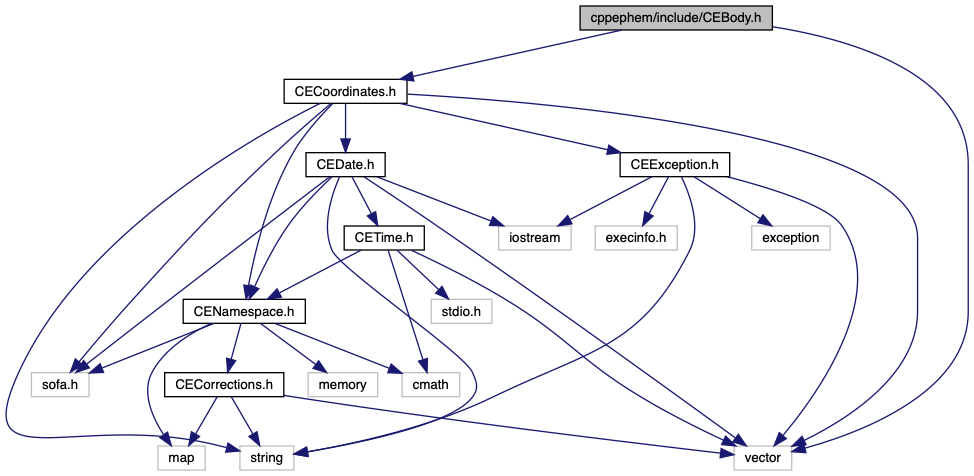 cppephem/include/CEBody.h
CECoordinates.h
CEDate.h
CEException.h
CETime.h
iostream
execinfo.h
exception
CENamespace.h
stdio.h
sofa.h
CECorrections.h
memory
cmath
map
string
vector